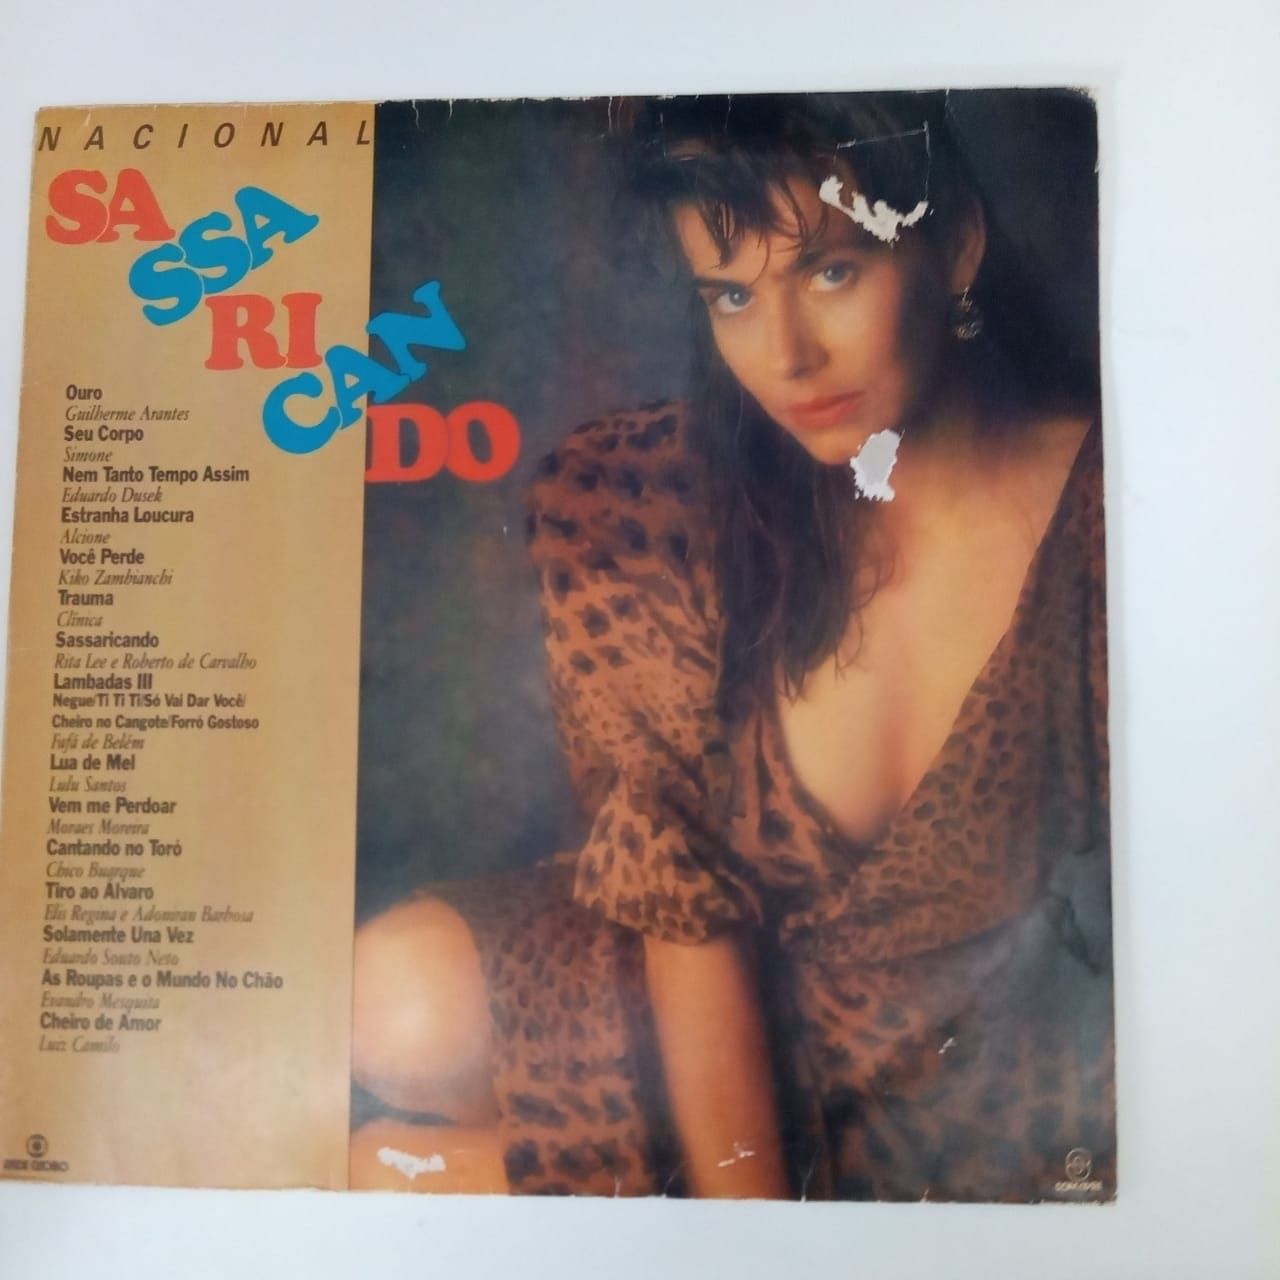 NACIONAL
SA
SSA
RI
CAN
DO
Ouro
Guilherme Arantes
Seu Corpo
Simone
Nem Tanto Tempo Assim
Eduardo Dusek
Estranha Loucura
Alcione
Você Perde
Kiko Zambianchi
Trauma
Clínica
Sassaricando
Rita Lee e Roberto de Carvalho
Lambadas III
Negue/Ti Ti Ti/Só Vai Dar Você/
Cheiro no Cangote/Forró Gostoso
Fafá de Belém
Lua de Mel
Lulu Santos
Vem me Perdoar
Moraes Moreira
Cantando no Toró
Chico Buarque
Tiro ao Álvaro
Elis Regina e Adoniran Barbosa
Solamente Una Vez
Eduardo Souto Neto
As Roupas e o Mundo No Chão
Evandro Mesquita
Cheiro de Amor
Luiz Camilo
REDE GLOBO
SOM LIVRE